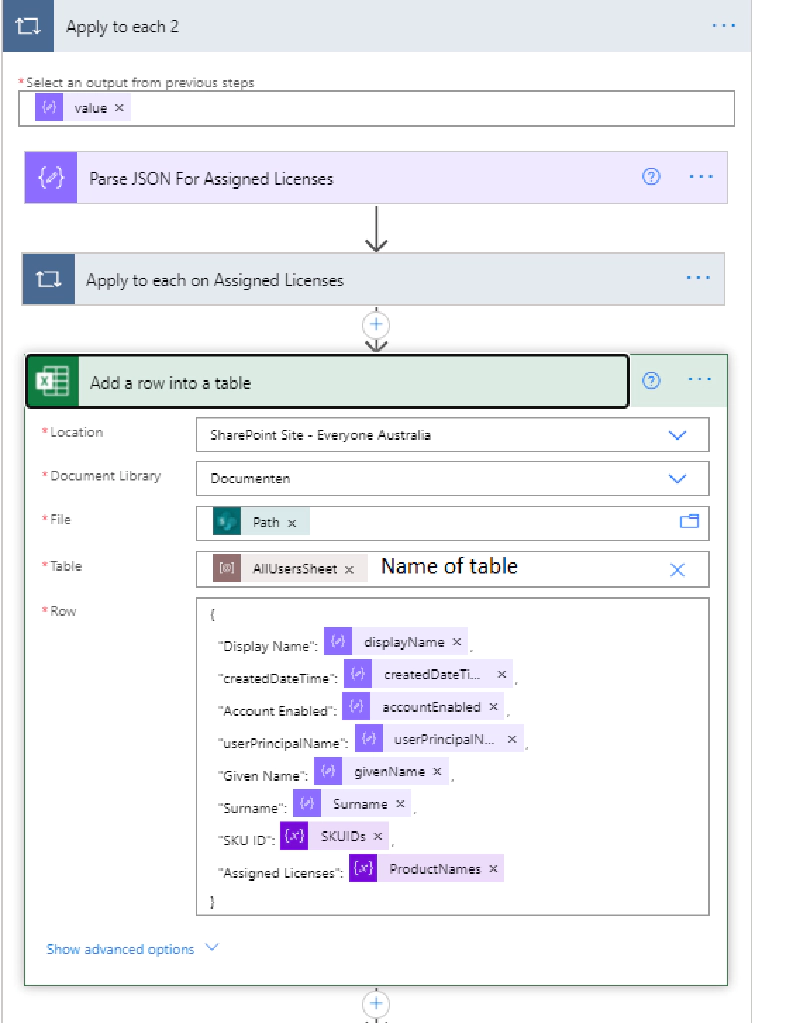 Apply to each 2
...
*Select an output from previous steps
value ×
Parse JSON For Assigned Licenses
? ...
Apply to each on Assigned Licenses
...
+
Add a row into a table
? ...
*Location
SharePoint Site - Everyone Australia
*Document Library
Documenten
*File
Path ×
*Table
AllUsersSheet × Name of table ×
*Row
{
"Display Name": displayName × ,
"createdDateTime": createdDateTi... × ,
"Account Enabled": accountEnabled × ,
"userPrincipalName": userPrincipalN... × ,
"Given Name": givenName × ,
"Surname": Surname × ,
"SKU ID": SKUIDs × ,
"Assigned Licenses": ProductNames ×
}
Show advanced options
+